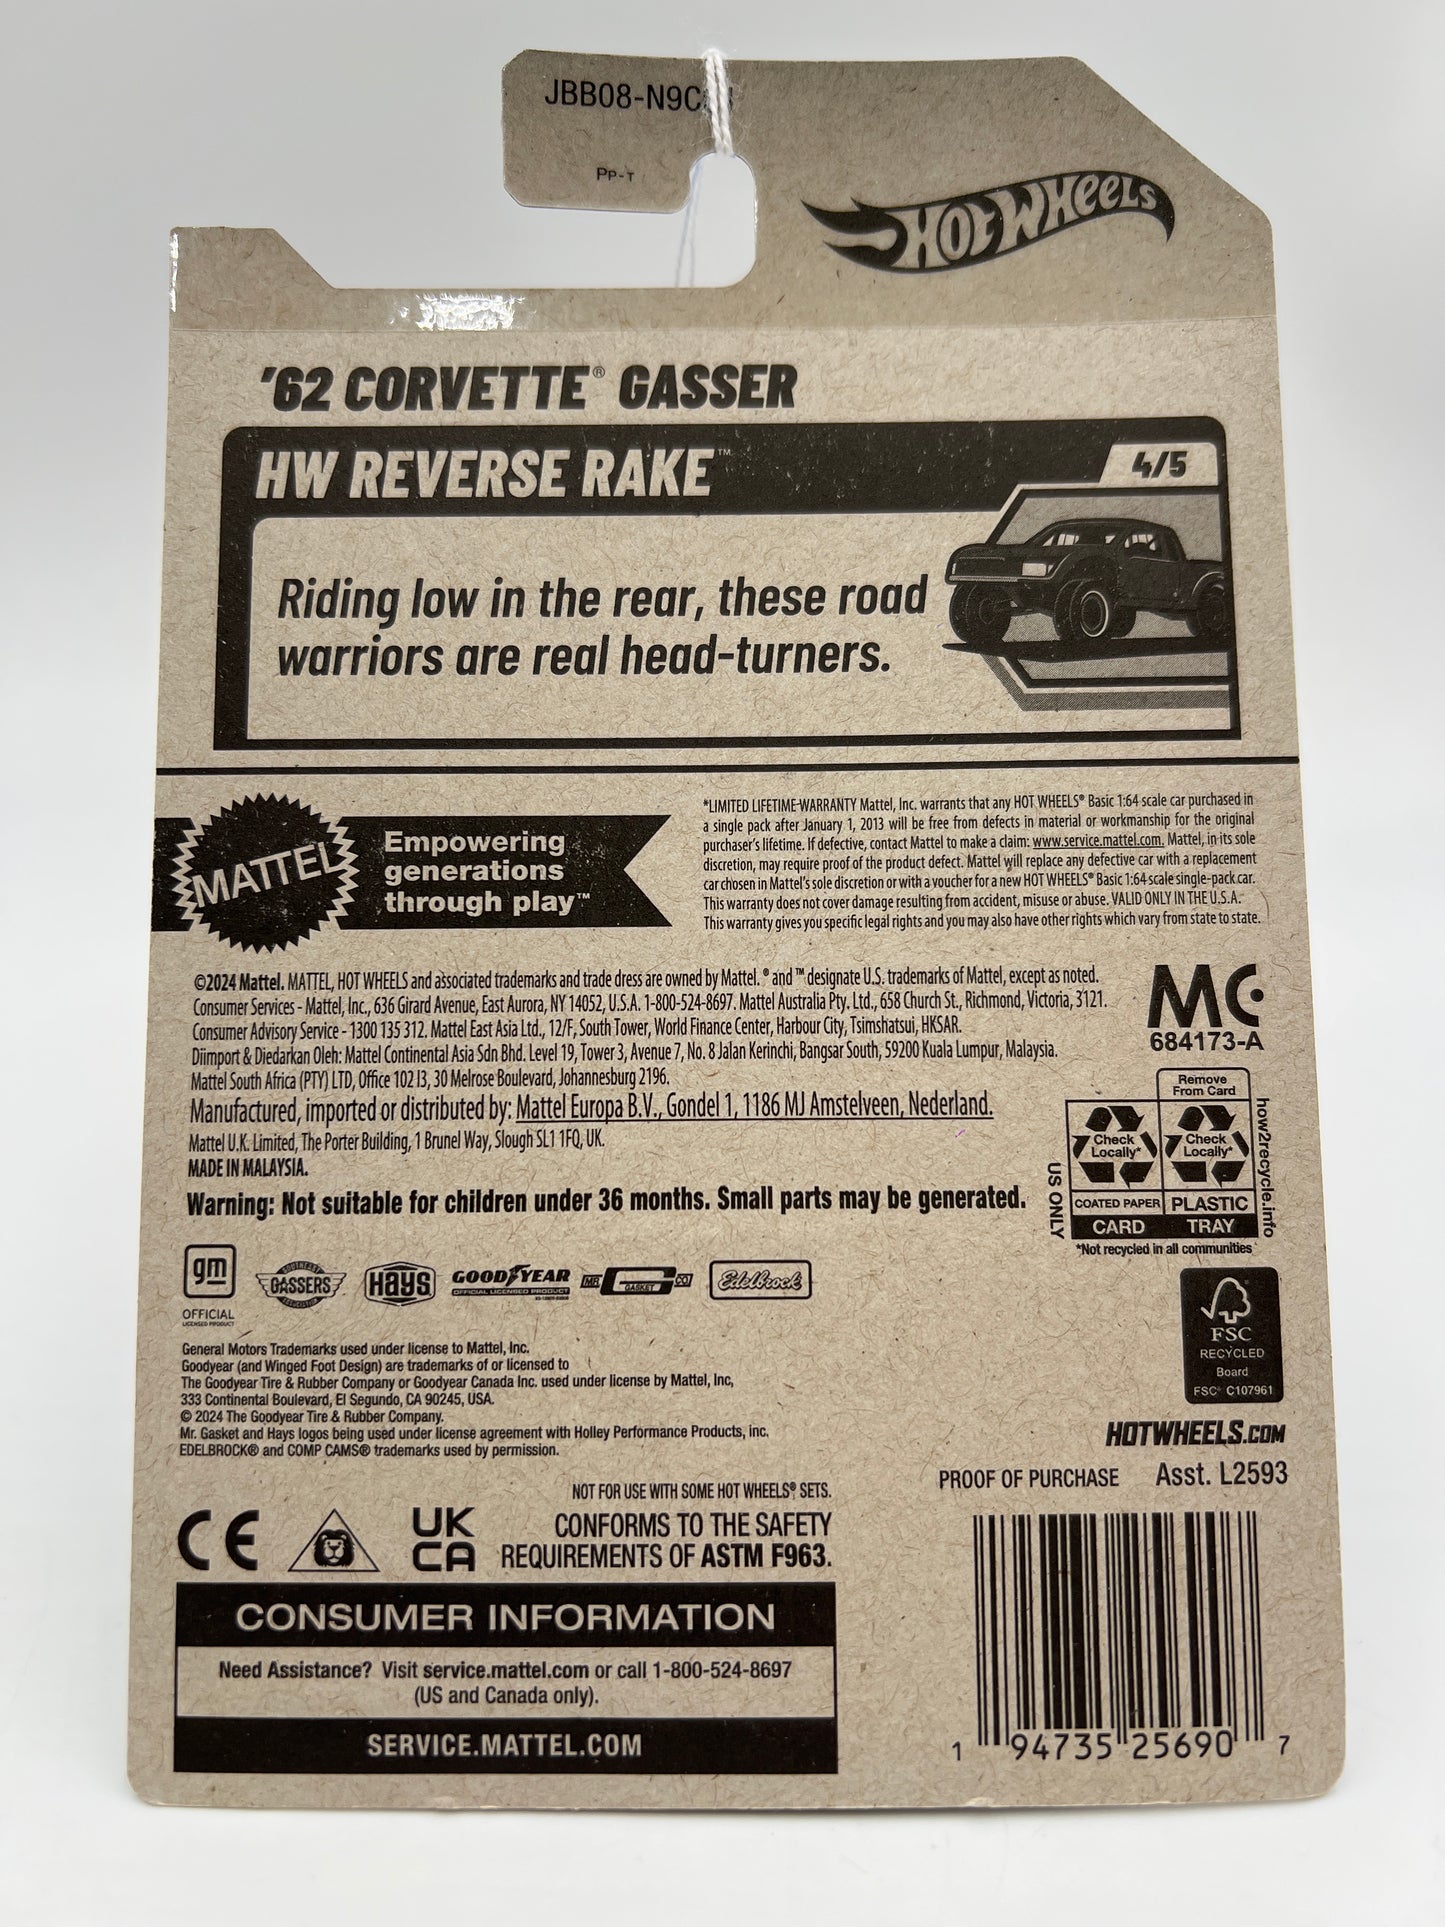 JBB08-N9C
PP-T
HOT WHEELS
'62 CORVETTE® GASSER
HW REVERSE RAKE™
4/5
Riding low in the rear, these road
warriors are real head-turners.
MATTEL
Empowering
generations
through play™
*LIMITED LIFETIME WARRANTY Mattel, Inc. warrants that any HOT WHEELS® Basic 1:64 scale car purchased in
a single pack after January 1, 2013 will be free from defects in material or workmanship for the original
purchaser's lifetime. If defective, contact Mattel to make a claim: www.service.mattel.com. Mattel, in its sole
discretion, may require proof of the product defect. Mattel will replace any defective car with a replacement
car chosen in Mattel's sole discretion or with a voucher for a new HOT WHEELS® Basic 1:64 scale single-pack car.
This warranty does not cover damage resulting from accident, misuse or abuse. VALID ONLY IN THE U.S.A.
This warranty gives you specific legal rights and you may also have other rights which vary from state to state.
©2024 Mattel. MATTEL, HOT WHEELS and associated trademarks and trade dress are owned by Mattel. ® and ™ designate U.S. trademarks of Mattel, except as noted.
Consumer Services - Mattel, Inc., 636 Girard Avenue, East Aurora, NY 14052, U.S.A. 1-800-524-8697. Mattel Australia Pty. Ltd., 658 Church St., Richmond, Victoria, 3121.
Consumer Advisory Service - 1300 135 312. Mattel East Asia Ltd., 12/F, South Tower, World Finance Center, Harbour City, Tsimshatsui, HKSAR.
Diimport & Diedarkan Oleh: Mattel Continental Asia Sdn Bhd. Level 19, Tower 3, Avenue 7, No. 8 Jalan Kerinchi, Bangsar South, 59200 Kuala Lumpur, Malaysia.
Mattel South Africa (PTY) LTD, Office 102 I3, 30 Melrose Boulevard, Johannesburg 2196.
Manufactured, imported or distributed by: Mattel Europa B.V., Gondel 1, 1186 MJ Amstelveen, Nederland.
Mattel U.K. Limited, The Porter Building, 1 Brunel Way, Slough SL1 1FQ, UK.
MADE IN MALAYSIA.
Warning: Not suitable for children under 36 months. Small parts may be generated.
MC
684173-A
Remove
From Card
Check
Locally*
Check
Locally*
COATED PAPER
PLASTIC
CARD
TRAY
US ONLY
how2recycle.info
*Not recycled in all communities
gm
OFFICIAL
LICENSED PRODUCT
SOUTHEAST
GASSERS
Hays
GOODYEAR
OFFICIAL LICENSED PRODUCT
MR
GASKET
CO
Edelbrock
FSC
RECYCLED
Board
FSC® C107961
General Motors Trademarks used under license to Mattel, Inc.
Goodyear (and Winged Foot Design) are trademarks of or licensed to
The Goodyear Tire & Rubber Company or Goodyear Canada Inc. used under license by Mattel, Inc,
333 Continental Boulevard, El Segundo, CA 90245, USA.
© 2024 The Goodyear Tire & Rubber Company.
Mr. Gasket and Hays logos being used under license agreement with Holley Performance Products, inc.
EDELBROCK® and COMP CAMS® trademarks used by permission.
HOTWHEELS.COM
PROOF OF PURCHASE Asst. L2593
NOT FOR USE WITH SOME HOT WHEELS® SETS.
CE
UK
CA
CONFORMS TO THE SAFETY
REQUIREMENTS OF ASTM F963.
CONSUMER INFORMATION
Need Assistance? Visit service.mattel.com or call 1-800-524-8697
(US and Canada only).
SERVICE.MATTEL.COM
1 94735 25690 7